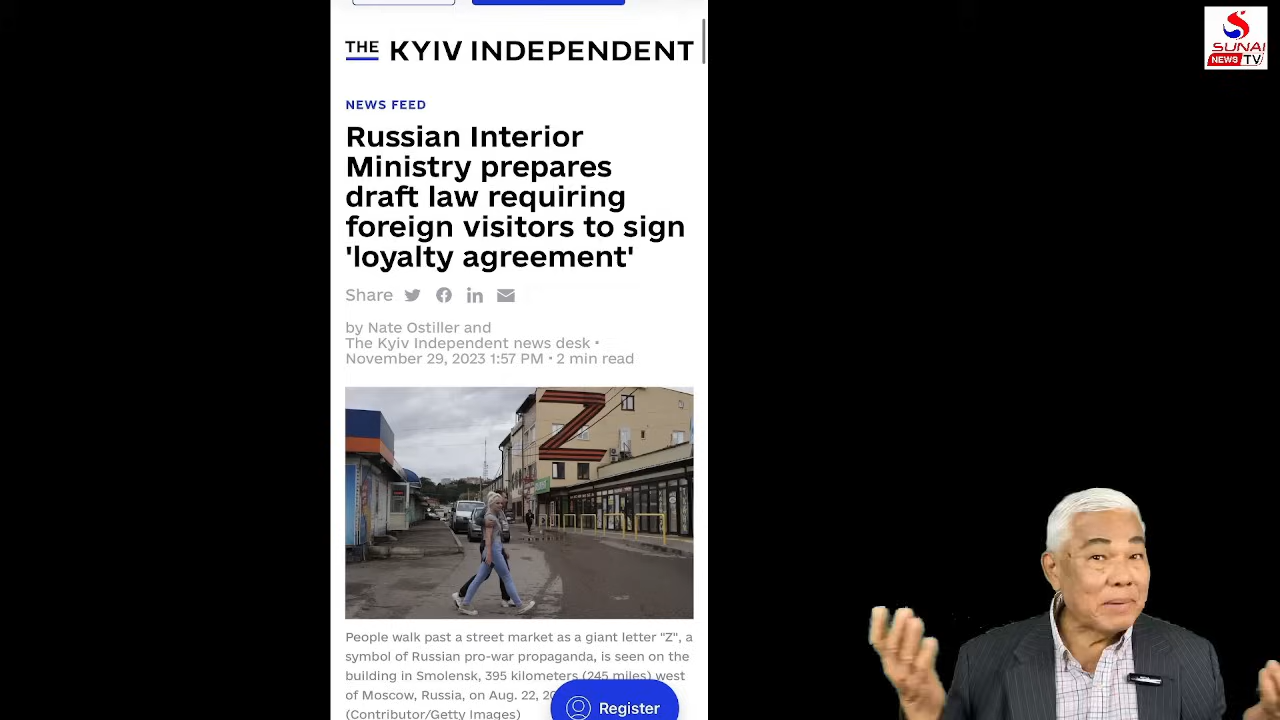 THE KYIV INDEPENDENT
SUNAI
NEWS TV
NEWS FEED
Russian Interior
Ministry prepares
draft law requiring
foreign visitors to sign
'loyalty agreement'
Share
by Nate Ostiller and
The Kyiv Independent news desk •
November 29, 2023 1:57 PM • 2 min read
Z
People walk past a street market as a giant letter "Z", a
symbol of Russian pro-war propaganda, is seen on the
building in Smolensk, 395 kilometers (245 miles) west
of Moscow, Russia, on Aug. 22,
(Contributor/Getty Images)
Register